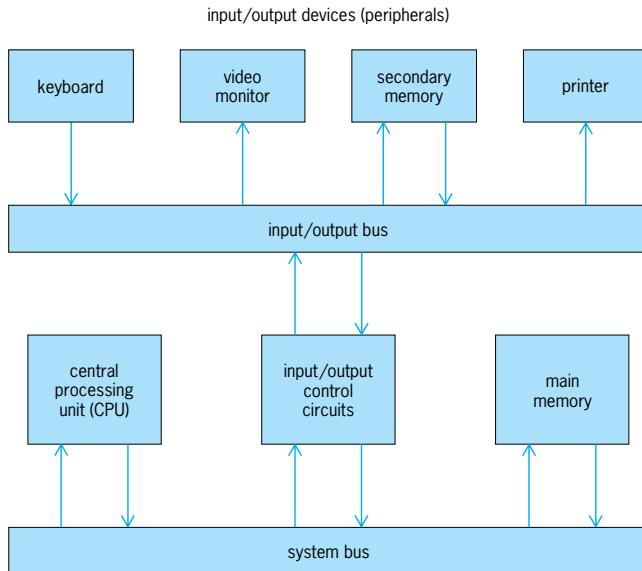 input/output devices (peripherals)
keyboard
video
monitor
secondary
memory
printer
input/output bus
central
processing
unit (CPU)
input/output
control
circuits
main
memory
system bus